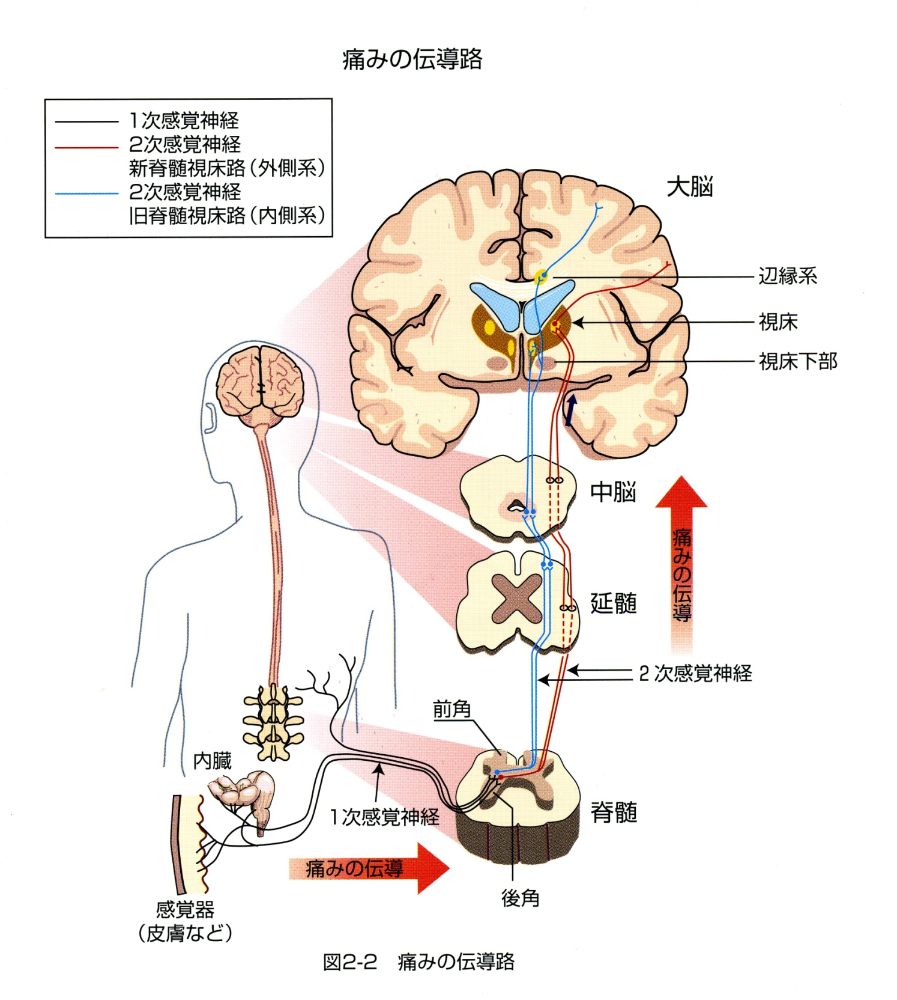 痛みの伝導路
1次感覚神経
2次感覚神経
新脊髄視床路(外側系)
2次感覚神経
旧脊髄視床路(内側系)
大脳
辺縁系
視床
視床下部
中脳
痛みの伝導
延髄
2次感覚神経
前角
内臓
1次感覚神経
脊髄
痛みの伝導
後角
感覚器
(皮膚など)
図2-2 痛みの伝導路